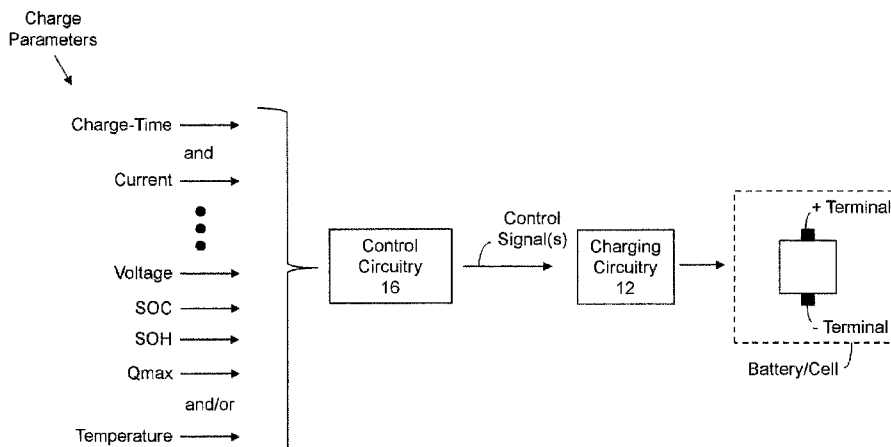 Charge
Parameters
Charge-Time
and
Current
Voltage
SOC
SOH
Qmax
and/or
Temperature
Control
Circuitry
16
Control
Signal(s)
Charging
Circuitry
12
+ Terminal
- Terminal
Battery/Cell